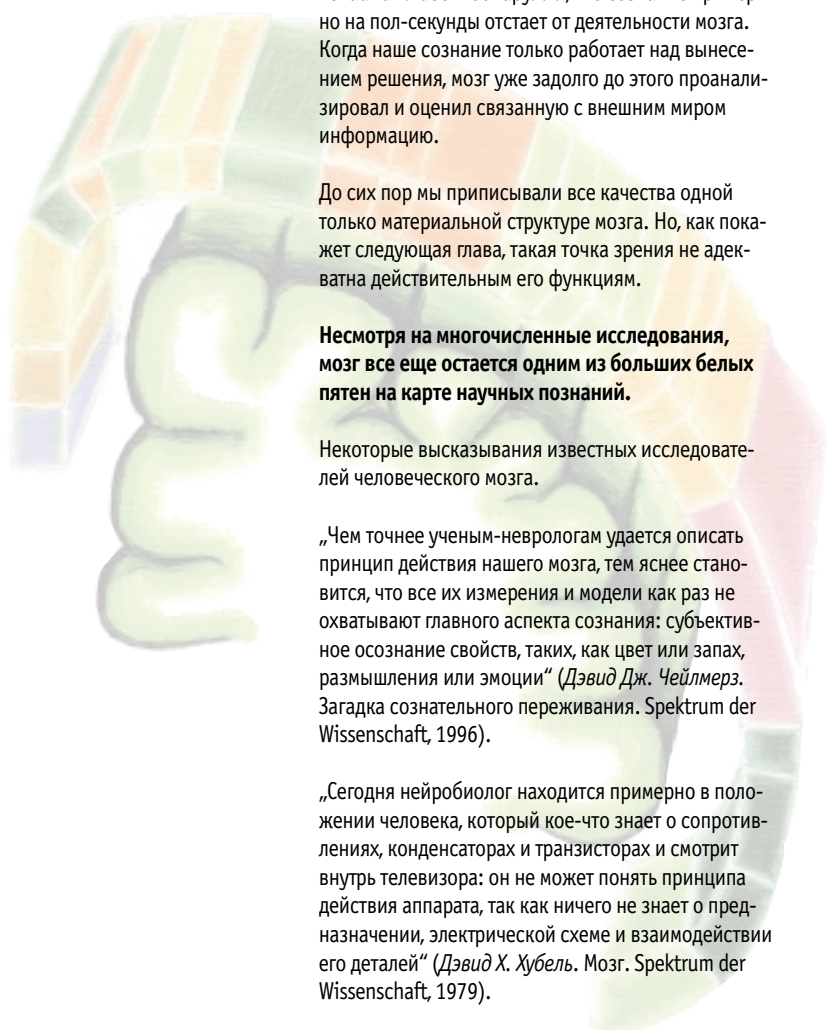 но на пол-секунды отстает от деятельности мозга.
Когда наше сознание только работает над вынесе-
нием решения, мозг уже задолго до этого проанали-
зировал и оценил связанную с внешним миром
информацию.
До сих пор мы приписывали все качества одной
только материальной структуре мозга. Но, как пока-
жет следующая глава, такая точка зрения не адек-
ватна действительным его функциям.
Несмотря на многочисленные исследования,
мозг все еще остается одним из больших белых
пятен на карте научных познаний.
Некоторые высказывания известных исследовате-
лей человеческого мозга.
„Чем точнее ученым-неврологам удается описать
принцип действия нашего мозга, тем яснее стано-
вится, что все их измерения и модели как раз не
охватывают главного аспекта сознания: субъектив-
ное осознание свойств, таких, как цвет или запах,
размышления или эмоции“ (Дэвид Дж. Чейлмерз.
Загадка сознательного переживания. Spektrum der
Wissenschaft, 1996).
„Сегодня нейробиолог находится примерно в поло-
жении человека, который кое-что знает о сопротив-
лениях, конденсаторах и транзисторах и смотрит
внутрь телевизора: он не может понять принципа
действия аппарата, так как ничего не знает о пред-
назначении, электрической схеме и взаимодействии
его деталей“ (Дэвид Х. Хубель. Мозг. Spektrum der
Wissenschaft, 1979).